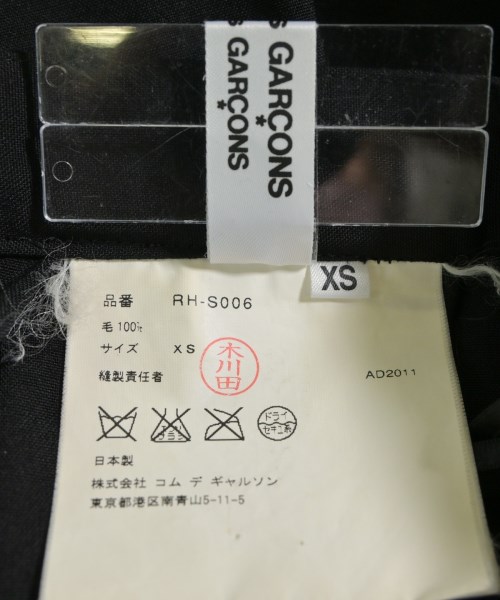 S GARÇONS
* GARÇONS
*
XS
品番 RH-S006
毛 100%
サイズ XS
木川田
縫製責任者
AD2011
ドライ
セキユ系
日本製
株式会社 コム デ ギャルソン
東京都港区南青山5-11-5